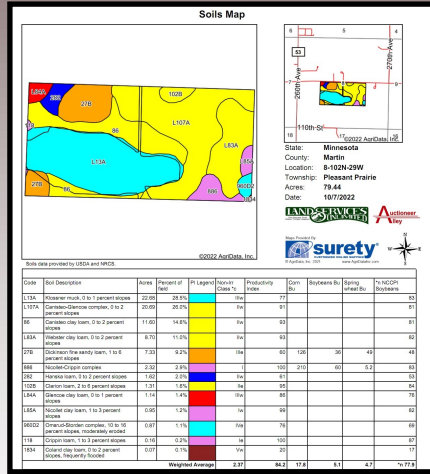 Soils Map
L84A
282
27B
102B
L107A
86
L83A
118
L13A
L85A
27B
86
886
960D2
©2022 AgriData, Inc.
Soils data provided by USDA and NRCS.
6 5 4
53
260th Ave
270th Ave
7
9
110th St
18 17 16
©2022 AgriData, Inc.
State: Minnesota
County: Martin
Location: 8-102N-29W
Township: Pleasant Prairie
Acres: 79.44
Date: 10/7/2022
LAND SERVICES
UNLIMITED
Auctioneer
Alley
Maps Provided By
surety
© AgriData, Inc. 2021 www.AgriDataInc.com
N
W E
S
Code Soil Description Acres Percent of field PI Legend Non-Irr Class *c Productivity Index Corn Bu Soybeans Bu Spring wheat Bu *n NCCPI Soybeans
L13A Klossner muck, 0 to 1 percent slopes 22.68 28.5% IIIw 77 83
L107A Canisteo-Glencoe complex, 0 to 2 percent slopes 20.69 26.0% IIw 91 81
86 Canisteo clay loam, 0 to 2 percent slopes 11.60 14.6% IIw 93 81
L83A Webster clay loam, 0 to 2 percent slopes 8.70 11.0% IIw 93 82
27B Dickinson fine sandy loam, 1 to 6 percent slopes 7.33 9.2% IIIe 60 126 36 49 48
886 Nicollet-Crippin complex 2.32 2.9% I 100 210 60 5.2 83
282 Hanska loam, 0 to 2 percent slopes 1.62 2.0% IIw 61 53
102B Clarion loam, 2 to 6 percent slopes 1.31 1.6% IIe 95 84
L84A Glencoe clay loam, 0 to 1 percent slopes 1.14 1.4% IIIw 86 76
L85A Nicollet clay loam, 1 to 3 percent slopes 0.95 1.2% Iw 99 82
960D2 Omsrud-Storden complex, 10 to 16 percent slopes, moderately eroded 0.87 1.1% IVe 76 69
118 Crippin loam, 1 to 3 percent slopes 0.16 0.2% Ie 100 87
1834 Coland clay loam, 0 to 2 percent slopes, frequently flooded 0.07 0.1% Vw 20 17
Weighted Average 2.37 84.2 17.8 5.1 4.7 *n 77.9